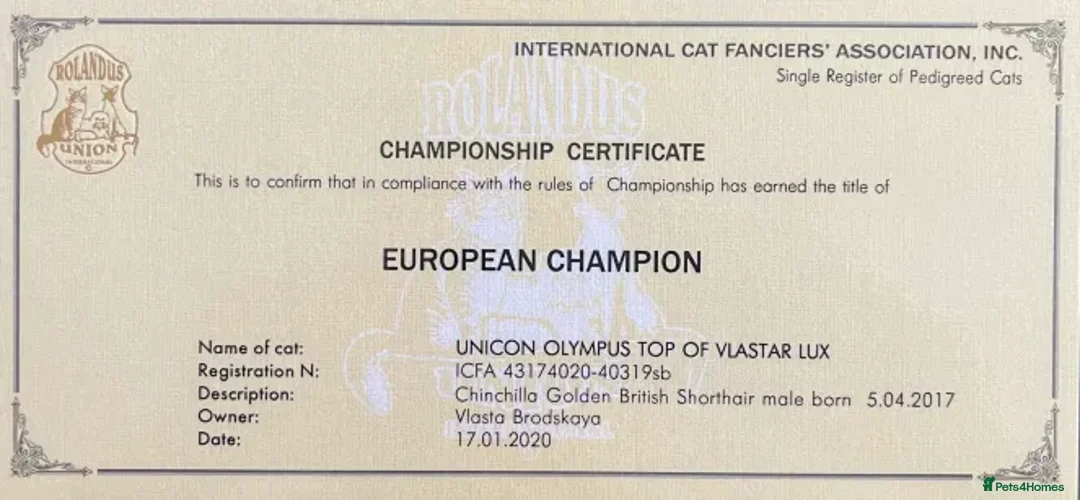 ROLANDUS
UNION
INTERNATIONAL
INTERNATIONAL CAT FANCIERS' ASSOCIATION, INC.
Single Register of Pedigreed Cats
ROLANDUS
CHAMPIONSHIP CERTIFICATE
This is to confirm that in compliance with the rules of Championship has earned the title of
EUROPEAN CHAMPION
Name of cat: UNICON OLYMPUS TOP OF VLASTAR LUX
Registration N: ICFA 43174020-40319sb
Description: Chinchilla Golden British Shorthair male born 5.04.2017
Owner: Vlasta Brodskaya
Date: 17.01.2020
Pets4Homes